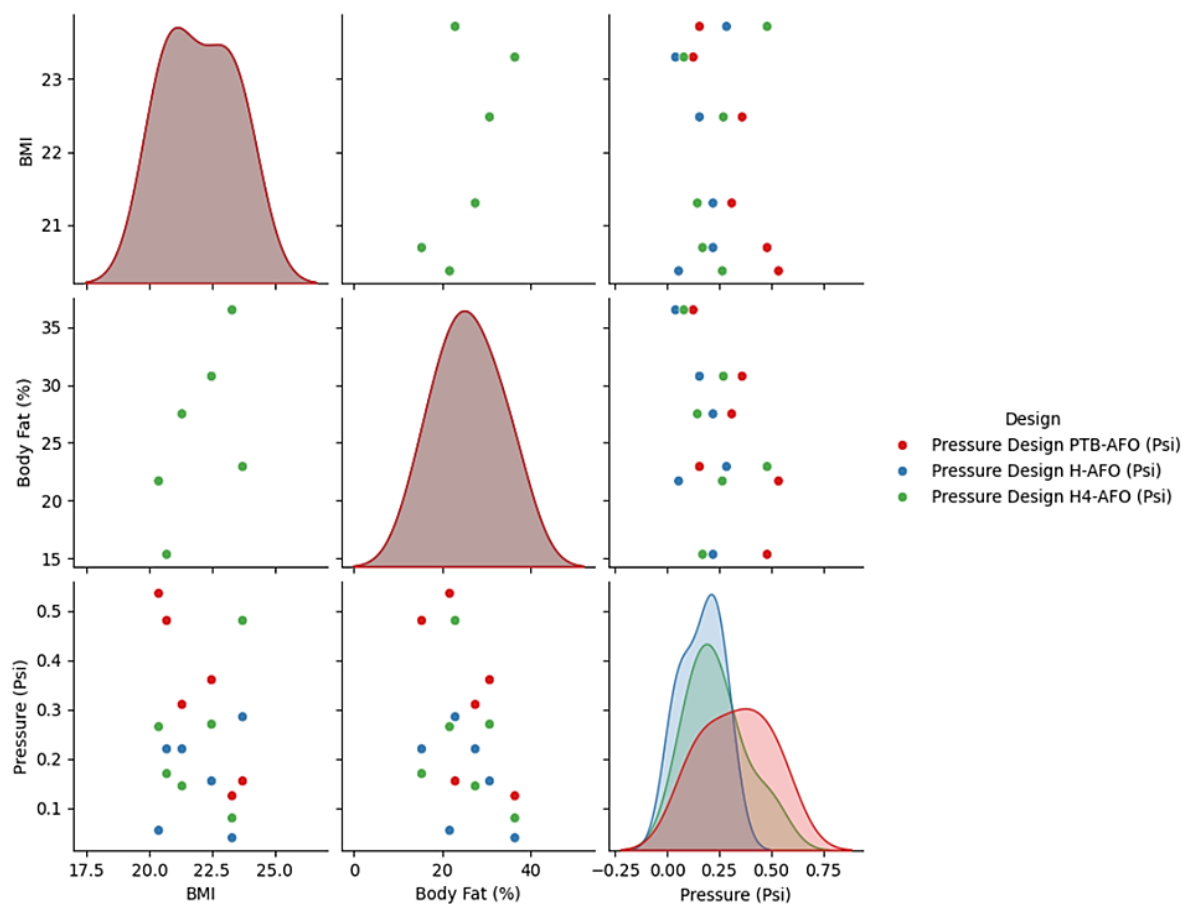 23
22
21
BMI
35
30
25
20
15
Body Fat (%)
Design
Pressure Design PTB-AFO (Psi)
Pressure Design H-AFO (Psi)
Pressure Design H4-AFO (Psi)
0.5
0.4
0.3
0.2
0.1
Pressure (Psi)
17.5 20.0 22.5 25.0
BMI
0 20 40
Body Fat (%)
−0.25 0.00 0.25 0.50 0.75
Pressure (Psi)